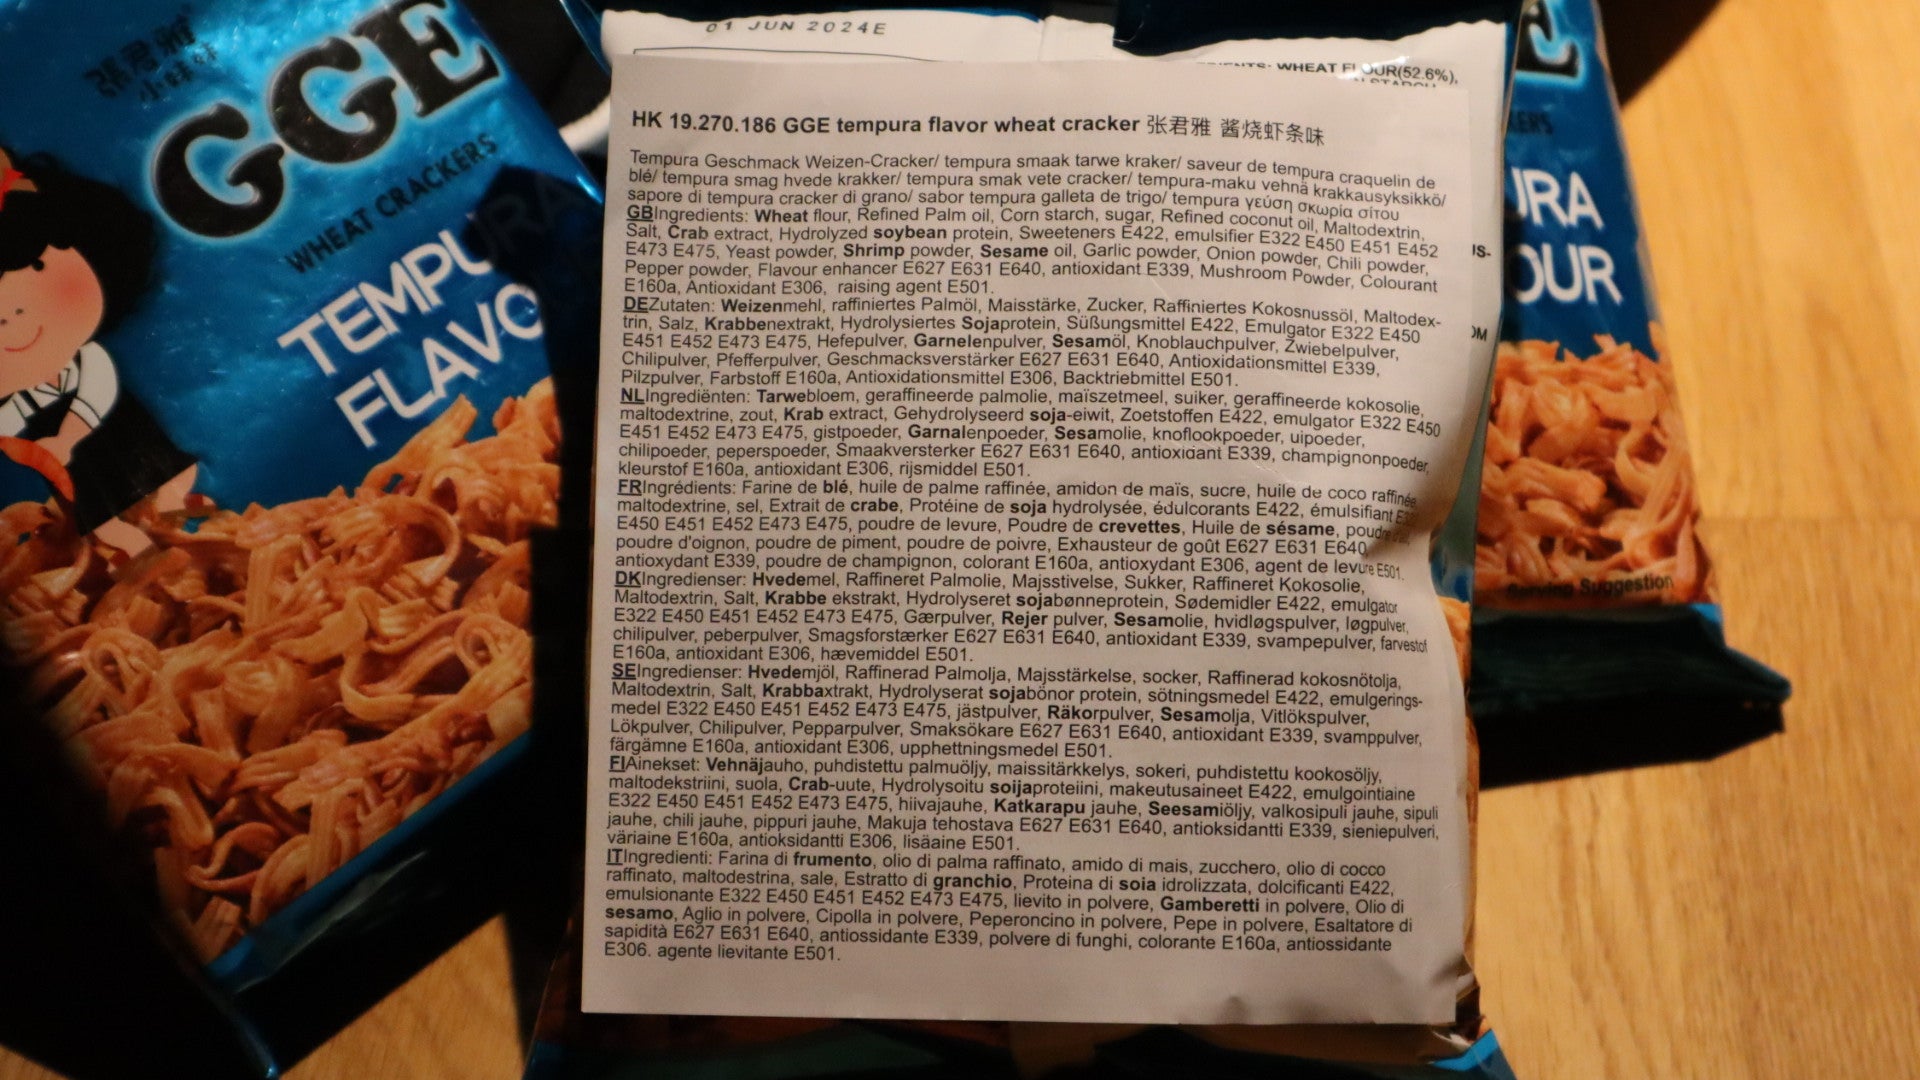 張君雅
小妹妹
GGE
WHEAT CRACKERS
TEMPURA
FLAVO
01 JUN 2024E
WHEAT FLOUR(52.6%),
HK 19.270.186 GGE tempura flavor wheat cracker 张君雅 酱烧虾条味
Tempura Geschmack Weizen-Cracker/ tempura smaak tarwe kraker/ saveur de tempura craquelin de
blé/ tempura smag hvede krakker/ tempura smak vete cracker/ tempura-maku vehnä krakkausyksikkö/
sapore di tempura cracker di grano/ sabor tempura galleta de trigo/ tempura γεύση σκωρία σίτου
GBIngredients: Wheat flour, Refined Palm oil, Corn starch, sugar, Refined coconut oil, Maltodextrin,
Salt, Crab extract, Hydrolyzed soybean protein, Sweeteners E422, emulsifier E322 E450 E451 E452
E473 E475, Yeast powder, Shrimp powder, Sesame oil, Garlic powder, Onion powder, Chili powder,
Pepper powder, Flavour enhancer E627 E631 E640, antioxidant E339, Mushroom Powder, Colourant
E160a, Antioxidant E306, raising agent E501.
DEZutaten: Weizenmehl, raffiniertes Palmöl, Maisstärke, Zucker, Raffiniertes Kokosnussöl, Maltodex-
trin, Salz, Krabbenextrakt, Hydrolysiertes Sojaprotein, Süßungsmittel E422, Emulgator E322 E450
E451 E452 E473 E475, Hefepulver, Garnelenpulver, Sesamöl, Knoblauchpulver, Zwiebelpulver,
Chilipulver, Pfefferpulver, Geschmacksverstärker E627 E631 E640, Antioxidationsmittel E339,
Pilzpulver, Farbstoff E160a, Antioxidationsmittel E306, Backtriebmittel E501.
NLIngrediënten: Tarwebloem, geraffineerde palmolie, maïszetmeel, suiker, geraffineerde kokosolie,
maltodextrine, zout, Krab extract, Gehydrolyseerd soja-eiwit, Zoetstoffen E422, emulgator E322 E450
E451 E452 E473 E475, gistpoeder, Garnalenpoeder, Sesamolie, knoflookpoeder, uipoeder,
chilipoeder, peperspoeder, Smaakversterker E627 E631 E640, antioxidant E339, champignonpoeder,
kleurstof E160a, antioxidant E306, rijsmiddel E501.
FRIngrédients: Farine de blé, huile de palme raffinée, amidon de maïs, sucre, huile de coco raffinée,
maltodextrine, sel, Extrait de crabe, Protéine de soja hydrolysée, édulcorants E422, émulsifiant
E450 E451 E452 E473 E475, poudre de levure, Poudre de crevettes, Huile de sésame, poudre
poudre d'oignon, poudre de piment, poudre de poivre, Exhausteur de goût E627 E631 E640,
antioxydant E339, poudre de champignon, colorant E160a, antioxydant E306, agent de levure E501.
DKIngredienser: Hvedemel, Raffineret Palmolie, Majsstivelse, Sukker, Raffineret Kokosolie,
Maltodextrin, Salt, Krabbe ekstrakt, Hydrolyseret sojabønneprotein, Sødemidler E422, emulgator
E322 E450 E451 E452 E473 E475, Gærpulver, Rejer pulver, Sesamolie, hvidløgspulver, løgpulver,
chilipulver, peberpulver, Smagsforstærker E627 E631 E640, antioxidant E339, svampepulver, farvestof
E160a, antioxidant E306, hævemiddel E501.
SEIngredienser: Hvedemjöl, Raffinerad Palmolja, Majsstärkelse, socker, Raffinerad kokosnötolja,
Maltodextrin, Salt, Krabbaxtrakt, Hydrolyserat sojabönor protein, sötningsmedel E422, emulgerings-
medel E322 E450 E451 E452 E473 E475, jästpulver, Räkorpulver, Sesamolja, Vitlökspulver,
Lökpulver, Chilipulver, Pepparpulver, Smaksökare E627 E631 E640, antioxidant E339, svamppulver,
färgämne E160a, antioxidant E306, upphettningsmedel E501.
FIAinekset: Vehnäjauho, puhdistettu palmuöljy, maissitärkkelys, sokeri, puhdistettu kookosöljy,
maltodekstriini, suola, Crab-uute, Hydrolysoitu soijaproteiini, makeutusaineet E422, emulgointiaine
E322 E450 E451 E452 E473 E475, hiivajauhe, Katkarapu jauhe, Seesamiöljy, valkosipuli jauhe, sipuli
jauhe, chili jauhe, pippuri jauhe, Makuja tehostava E627 E631 E640, antioksidantti E339, sieniepulveri,
väriaine E160a, antioksidantti E306, lisäaine E501.
ITIngredienti: Farina di frumento, olio di palma raffinato, amido di mais, zucchero, olio di cocco
raffinato, maltodestrina, sale, Estratto di granchio, Proteina di soia idrolizzata, dolcificanti E422,
emulsionante E322 E450 E451 E452 E473 E475, lievito in polvere, Gamberetti in polvere, Olio di
sesamo, Aglio in polvere, Cipolla in polvere, Peperoncino in polvere, Pepe in polvere, Esaltatore di
sapidità E627 E631 E640, antiossidante E339, polvere di funghi, colorante E160a, antiossidante
E306. agente lievitante E501.
E
KERS
URA
OUR
Serving Suggestion